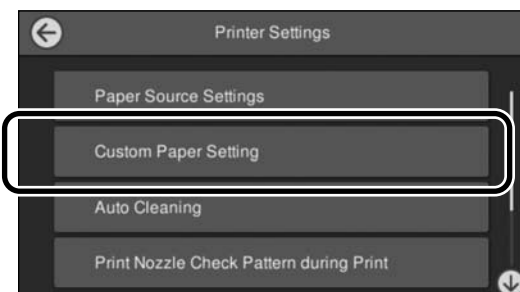 Printer Settings
Paper Source Settings
Custom Paper Setting
Auto Cleaning
Print Nozzle Check Pattern during Print